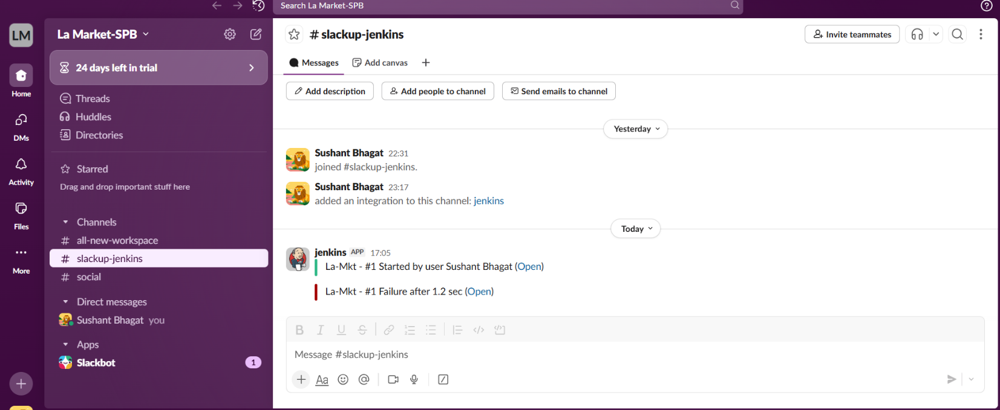 Search La Market-SPB
LM
La Market-SPB
24 days left in trial
Home
Threads
Huddles
DMs
Directories
Starred
Activity
Drag and drop important stuff here
Files
Channels
# all-new-workspace
# slackup-jenkins
More
# social
Direct messages
Sushant Bhagat you
Apps
Slackbot 1
# slackup-jenkins
Invite teammates
Messages Add canvas
Add description Add people to channel Send emails to channel
Yesterday
Sushant Bhagat 22:31
joined #slackup-jenkins.
Sushant Bhagat 23:17
added an integration to this channel: jenkins
Today
jenkins APP 17:05
La-Mkt - #1 Started by user Sushant Bhagat (Open)
La-Mkt - #1 Failure after 1.2 sec (Open)
B I U S
Message #slackup-jenkins
Aa